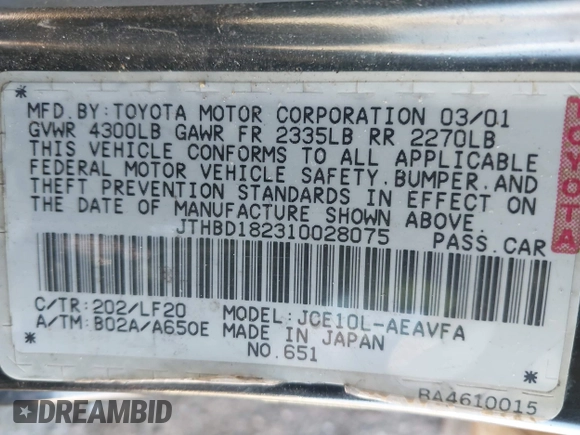 MFD.BY:TOYOTA MOTOR CORPORATION 03/01
GVWR 4300LB GAWR FR 2335LB RR 2270LB
THIS VEHICLE CONFORMS TO ALL APPLICABLE
FEDERAL MOTOR VEHICLE SAFETY,BUMPER,AND
THEFT PREVENTION STANDARDS IN EFFECT ON
THE DATE OF MANUFACTURE SHOWN ABOVE.
JTHBD182310028075 PASS.CAR
C/TR:202/LF20 MODEL:JCE10L-AEAVFA
A/TM:B02A/A650E MADE IN JAPAN
NO.651
BA4610015
TOYOTA
DREAMBID